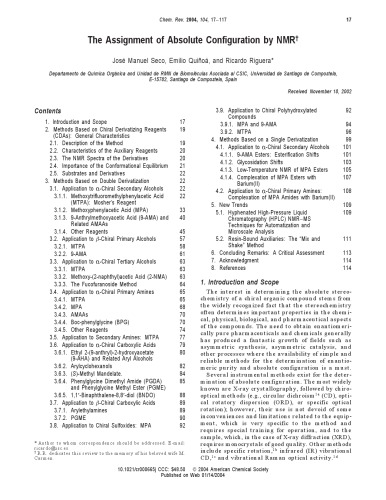 Chem. Rev. 2004, 104, 17−117
17
The Assignment of Absolute Configuration by NMR†
José Manuel Seco, Emilio Quiñoá, and Ricardo Riguera*
Departamento de Química Orgánica and Unidad de RMN de Biomoléculas Asociada al CSIC, Universidad de Santiago de Compostela,
E-15782, Santiago de Compostela, Spain
Received November 18, 2002
Contents
1. Introduction and Scope 17
2. Methods Based on Chiral Derivatizing Reagents 19
(CDAs): General Characteristics
2.1. Description of the Method 19
2.2. Characteristics of the Auxiliary Reagents 20
2.3. The NMR Spectra of the Derivatives 20
2.4. Importance of the Conformational Equilibrium 21
2.5. Substrates and Derivatives 22
3. Methods Based on Double Derivatization 22
3.1. Application to α-Chiral Secondary Alcohols 22
3.1.1. Methoxytrifluoromethylphenylacetic Acid 22
(MTPA): Mosher's Reagent
3.1.2. Methoxyphenylacetic Acid (MPA) 33
3.1.3. 9-Anthrylmethoxyacetic Acid (9-AMA) and 40
Related AMAAs
3.1.4. Other Reagents 45
3.2. Application to β-Chiral Primary Alcohols 57
3.2.1. MTPA 58
3.2.2. 9-AMA 61
3.3. Application to α-Chiral Tertiary Alcohols 63
3.3.1. MTPA 63
3.3.2. Methoxy-(2-naphthyl)acetic Acid (2-NMA) 63
3.3.3. The Fucofuranoside Method 64
3.4. Application to α-Chiral Primary Amines 65
3.4.1. MTPA 65
3.4.2. MPA 68
3.4.3. AMAAs 70
3.4.4. Boc-phenylglycine (BPG) 70
3.4.5. Other Reagents 74
3.5. Application to Secondary Amines: MTPA 77
3.6. Application to α-Chiral Carboxylic Acids 79
3.6.1. Ethyl 2-(9-anthryl)-2-hydroxyacetate 80
(9-AHA) and Related Aryl Alcohols
3.6.2. Arylcyclohexanols 92
3.6.3. (S)-Methyl Mandelate. 94
3.6.4. Phenylglycine Dimethyl Amide (PGDA) 95
and Phenylglycine Methyl Ester (PGME)
3.6.5. 1,1′-Binaphthalene-8,8′-diol (BNDO) 88
3.7. Application to β-Chiral Carboxylic Acids 89
3.7.1. Arylethylamines 89
3.7.2. PGME 90
3.8. Application to Chiral Sulfoxides: MPA 92
* Author to whom correspondence should be addressed. E-mail:
† R.R. dedicates this review to the memory of his beloved wife M.
Carmen.
3.9. Application to Chiral Polyhydroxylated 92
Compounds
3.9.1. MPA and 9-AMA 94
3.9.2. MTPA 96
4. Methods Based on a Single Derivatization 99
4.1. Application to α-Chiral Secondary Alcohols 101
4.1.1. 9-AMA Esters: Esterification Shifts 101
4.1.2. Glycosidation Shifts 103
4.1.3. Low-Temperature NMR of MPA Esters 105
4.1.4. Complexation of MPA Esters with 107
Barium(II)
4.2. Application to α-Chiral Primary Amines: 108
Complexation of MPA Amides with Barium(II)
5. New Trends 109
5.1. Hyphenated High-Pressure Liquid 109
Chromatography (HPLC) NMR−MS
Techniques for Automatization and
Microscale Analysis
5.2. Resin-Bound Auxiliaries: The "Mix and 111
Shake" Method
6. Concluding Remarks: A Critical Assessment 113
7. Acknowledgment 114
8. References 114
1. Introduction and Scope
The interest in determining the absolute stereo-
chemistry of a chiral organic compound stems from
the widely recognized fact that the stereochemistry
often determines important properties in the chemi-
cal, physical, biological, and pharmaceutical aspects
of the compounds. The need to obtain enantiomeri-
cally pure pharmaceuticals and chemicals generally
has produced a fantastic growth of fields such as
asymmetric synthesis, asymmetric catalysis, and
other processes where the availability of simple and
reliable methods for the determination of enantio-
meric purity and absolute configuration is a must.
Several instrumental methods exist for the deter-
mination of absolute configuration. The most widely
known are X-ray crystallography, followed by chiro-
optical methods (e.g., circular dichroism (CD), opti-
cal rotatory dispersion (ORD), or specific optical
rotation); however, their use is not devoid of some
inconveniences and limitations related to the equip-
ment, which is very specific to the method and
requires special training for operation, and to the
sample, which, in the case of X-ray diffraction (XRD),
requires monocrystals of good quality. Other methods
include specific rotation, infrared (IR) vibrational
CD, and vibrational Raman optical activity.
10.1021/cr000665j CCC: $48.50 © 2004 American Chemical Society
Published on Web 01/14/2004